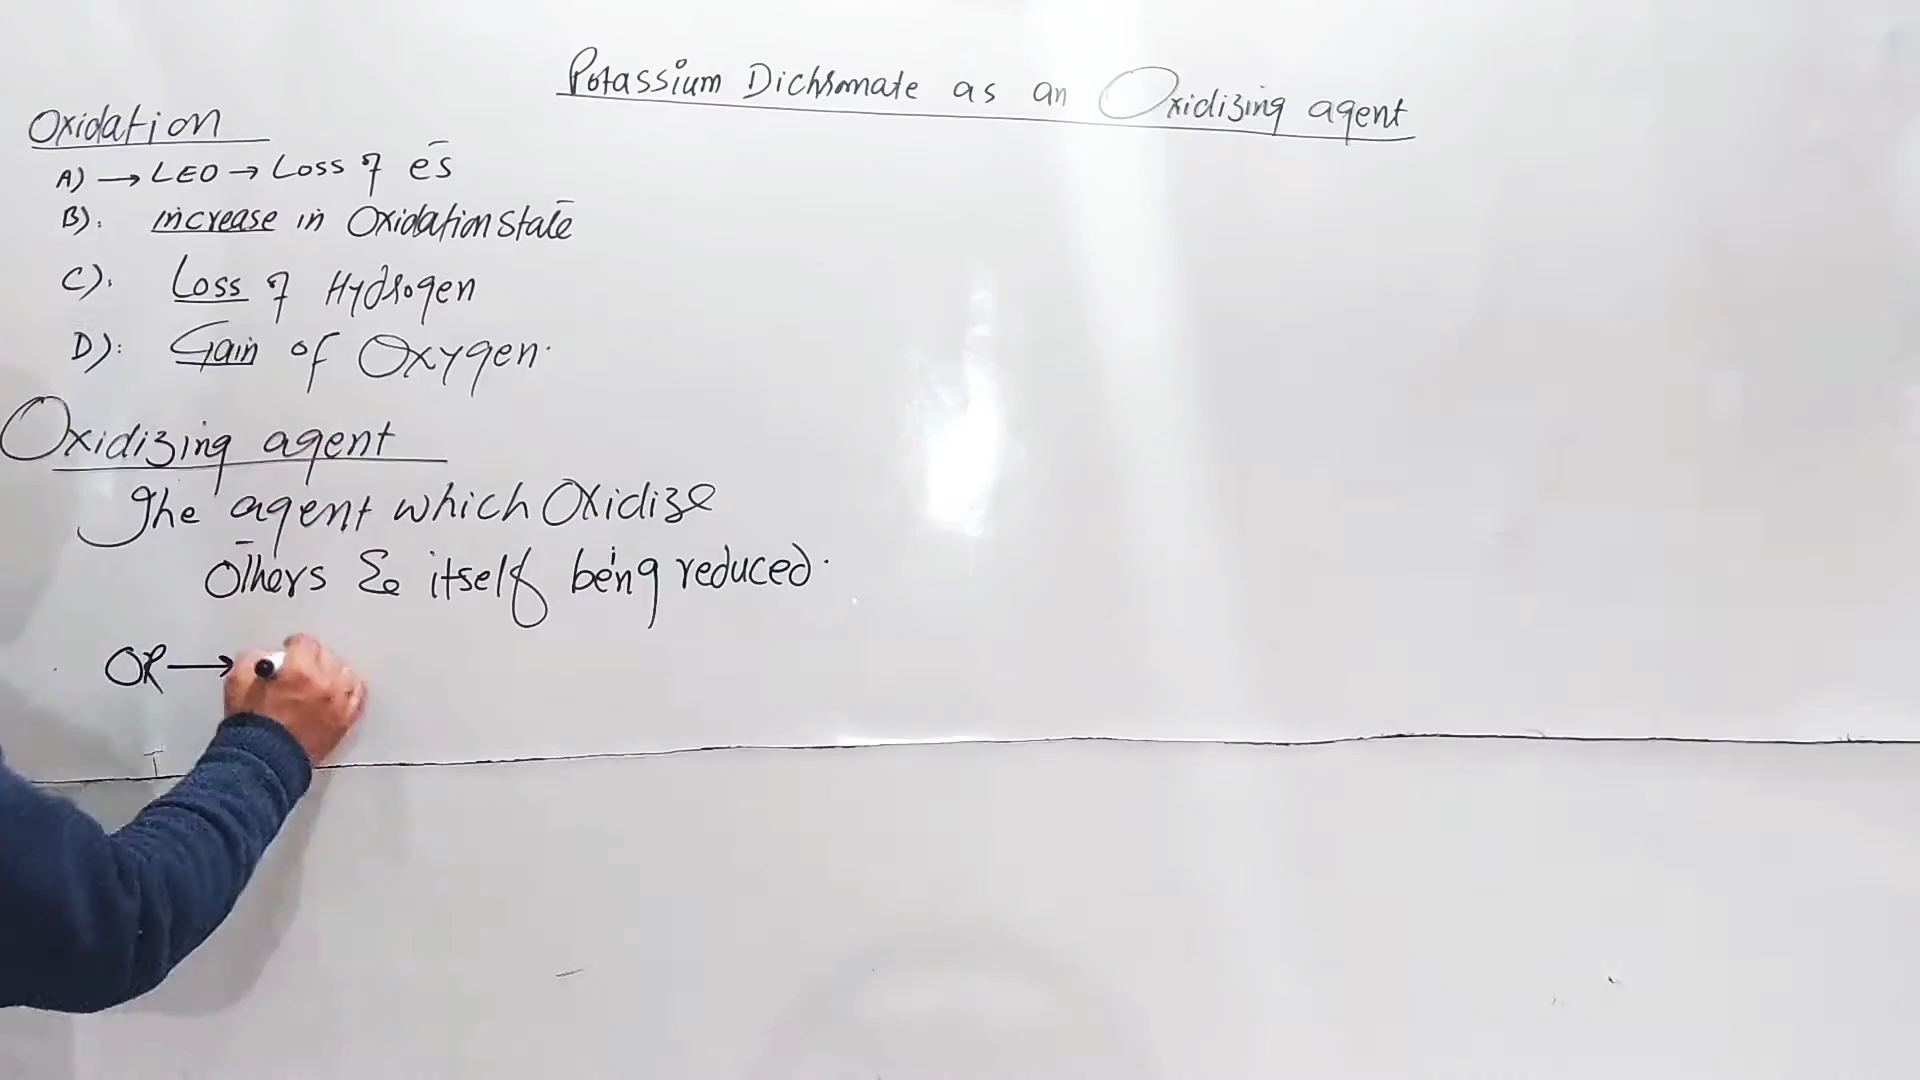 Potassium Dichromate as an Oxidizing agent
Oxidation
A) → LEO → Loss of es̄
B). increase in Oxidation state
C). Loss of Hydrogen
D): Gain of Oxygen.
Oxidizing agent
The agent which Oxidize
Others & itself being reduced.
OR →